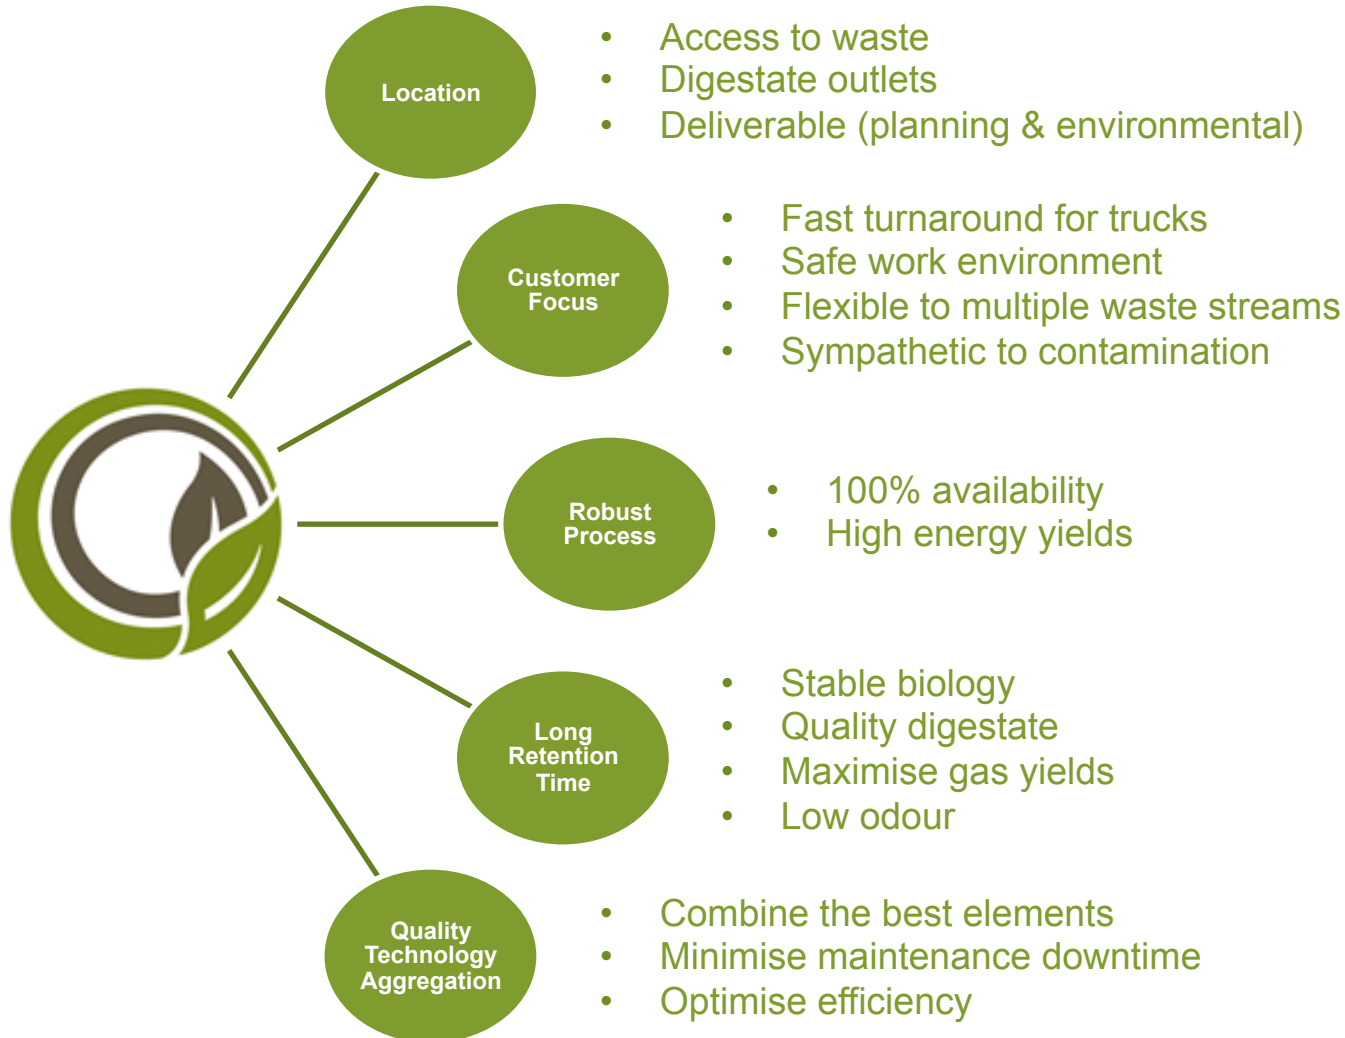 Location
• Access to waste
• Digestate outlets
• Deliverable (planning & environmental)
Customer
Focus
• Fast turnaround for trucks
• Safe work environment
• Flexible to multiple waste streams
• Sympathetic to contamination
Robust
Process
• 100% availability
• High energy yields
Long
Retention
Time
• Stable biology
• Quality digestate
• Maximise gas yields
• Low odour
Quality
Technology
Aggregation
• Combine the best elements
• Minimise maintenance downtime
• Optimise efficiency